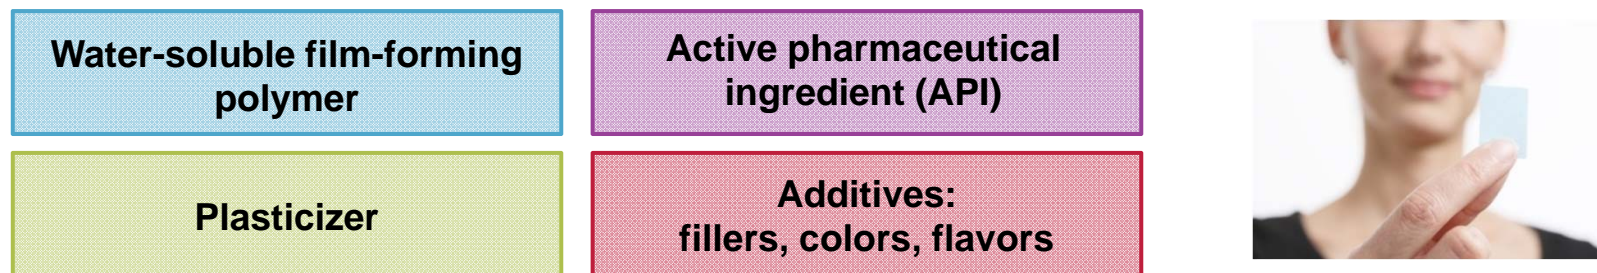 Water-soluble film-forming
polymer
Active pharmaceutical
ingredient (API)
Plasticizer
Additives:
fillers, colors, flavors